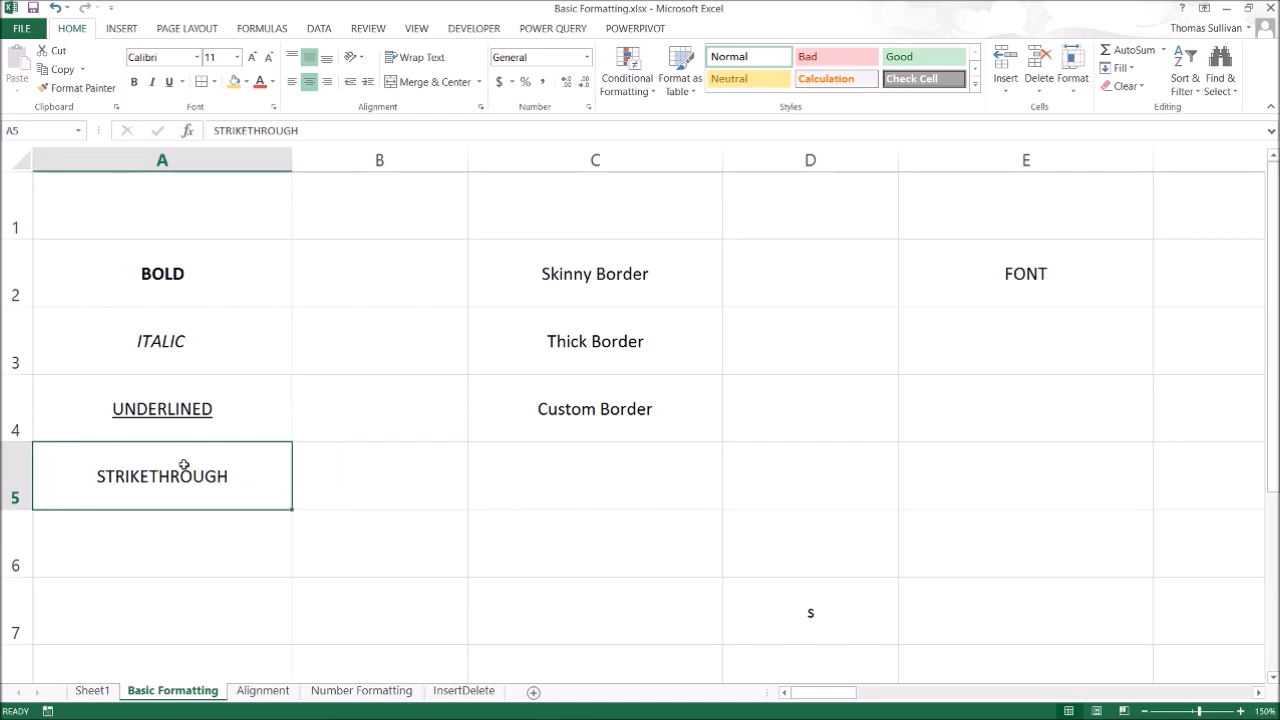 Basic Formatting.xlsx - Microsoft Excel
FILE HOME INSERT PAGE LAYOUT FORMULAS DATA REVIEW VIEW DEVELOPER POWER QUERY POWERPIVOT Thomas Sullivan
Paste Cut Copy Format Painter Clipboard
Calibri 11 B I U A Font
Wrap Text Merge & Center Alignment
General $ % , Number
Conditional Formatting Format as Table Normal Bad Good Neutral Calculation Check Cell Styles
Insert Delete Format Cells
AutoSum Fill Clear Sort & Filter Find & Select Editing
A5 fx STRIKETHROUGH
A B C D E
1
2 BOLD Skinny Border FONT
3 ITALIC Thick Border
4 UNDERLINED Custom Border
5 STRIKETHROUGH
6
7 s
Sheet1 Basic Formatting Alignment Number Formatting InsertDelete
READY 150%